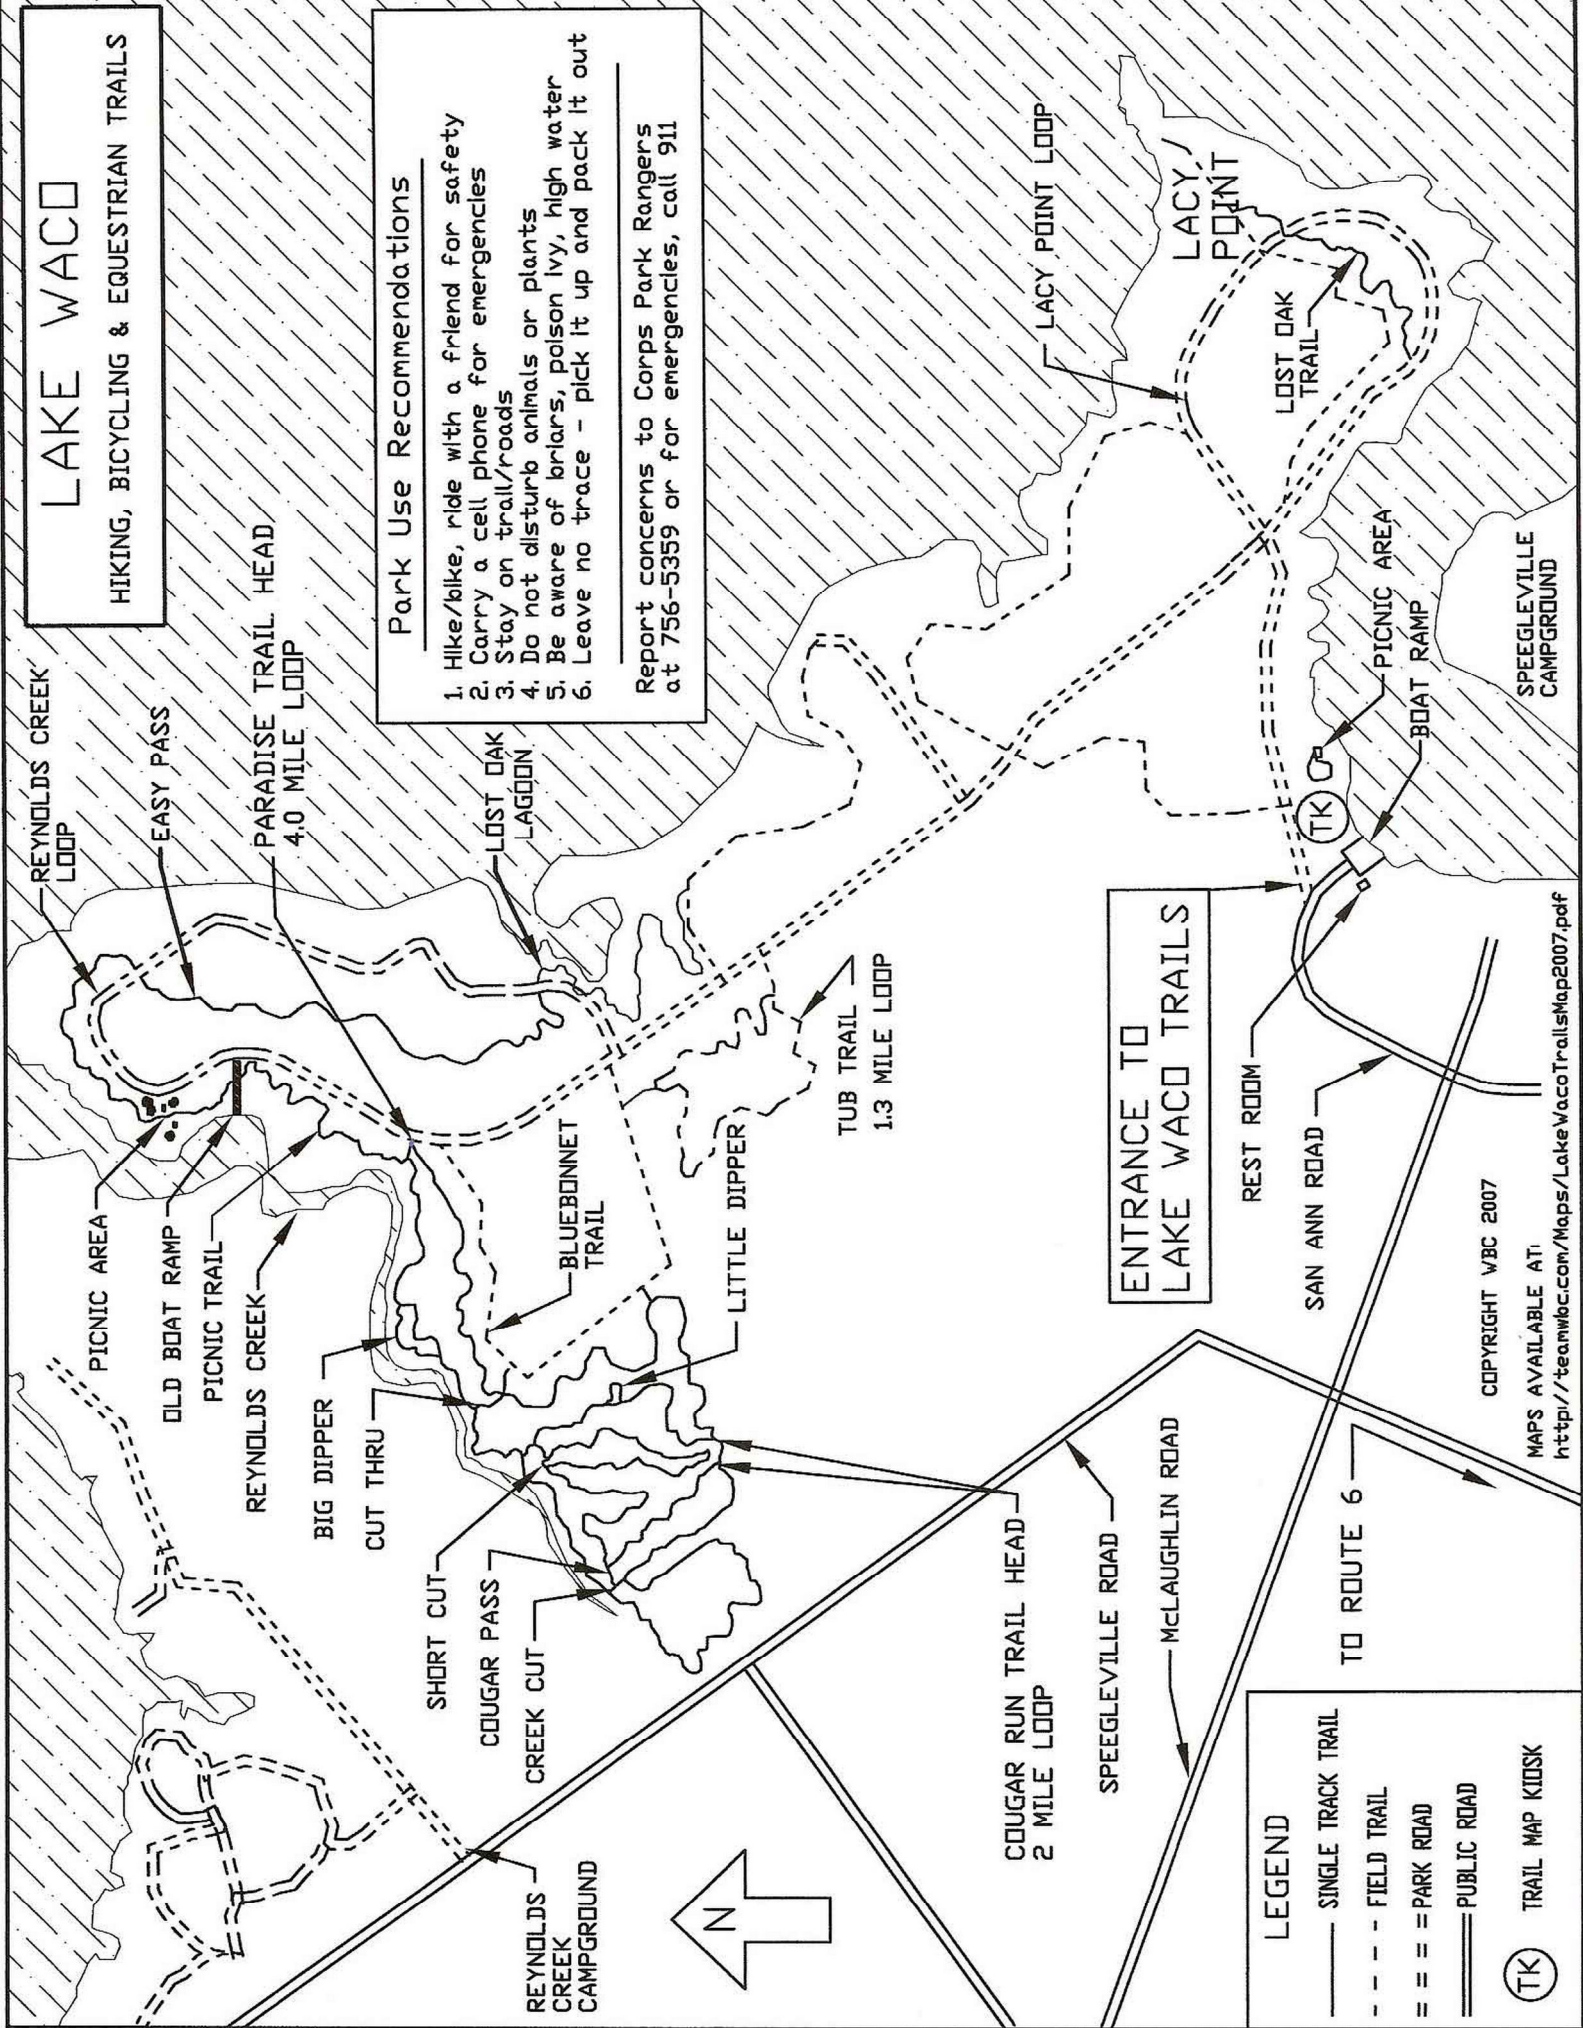 LAKE WACO
HIKING, BICYCLING & EQUESTRIAN TRAILS
Park Use Recommendations
1. Hike/bike, ride with a friend for safety
2. Carry a cell phone for emergencies
3. Stay on trail/roads
4. Do not disturb animals or plants
5. Be aware of briars, poison ivy, high water
6. Leave no trace - pick it up and pack it out
Report concerns to Corps Park Rangers
at 756-5359 or for emergencies, call 911
REYNOLDS CREEK
LOOP
EASY PASS
PARADISE TRAIL HEAD
4.0 MILE LOOP
LOST OAK
LAGOON
PICNIC AREA
OLD BOAT RAMP
PICNIC TRAIL
REYNOLDS CREEK
BIG DIPPER
CUT THRU
SHORT CUT
COUGAR PASS
CREEK CUT
REYNOLDS
CREEK
CAMPGROUND
N
BLUEBONNET
TRAIL
LITTLE DIPPER
TUB TRAIL
1.3 MILE LOOP
LACY POINT LOOP
LACY
POINT
LOST OAK
TRAIL
COUGAR RUN TRAIL HEAD
2 MILE LOOP
SPEEGLEVILLE ROAD
McLAUGHLIN ROAD
TO ROUTE 6
ENTRANCE TO
LAKE WACO TRAILS
REST ROOM
SAN ANN ROAD
TK
PICNIC AREA
BOAT RAMP
SPEEGLEVILLE
CAMPGROUND
LEGEND
SINGLE TRACK TRAIL
FIELD TRAIL
PARK ROAD
PUBLIC ROAD
TK TRAIL MAP KIOSK
COPYRIGHT WBC 2007
MAPS AVAILABLE AT:
http://teamwbc.com/Maps/LakeWacoTrailsMap2007.pdf